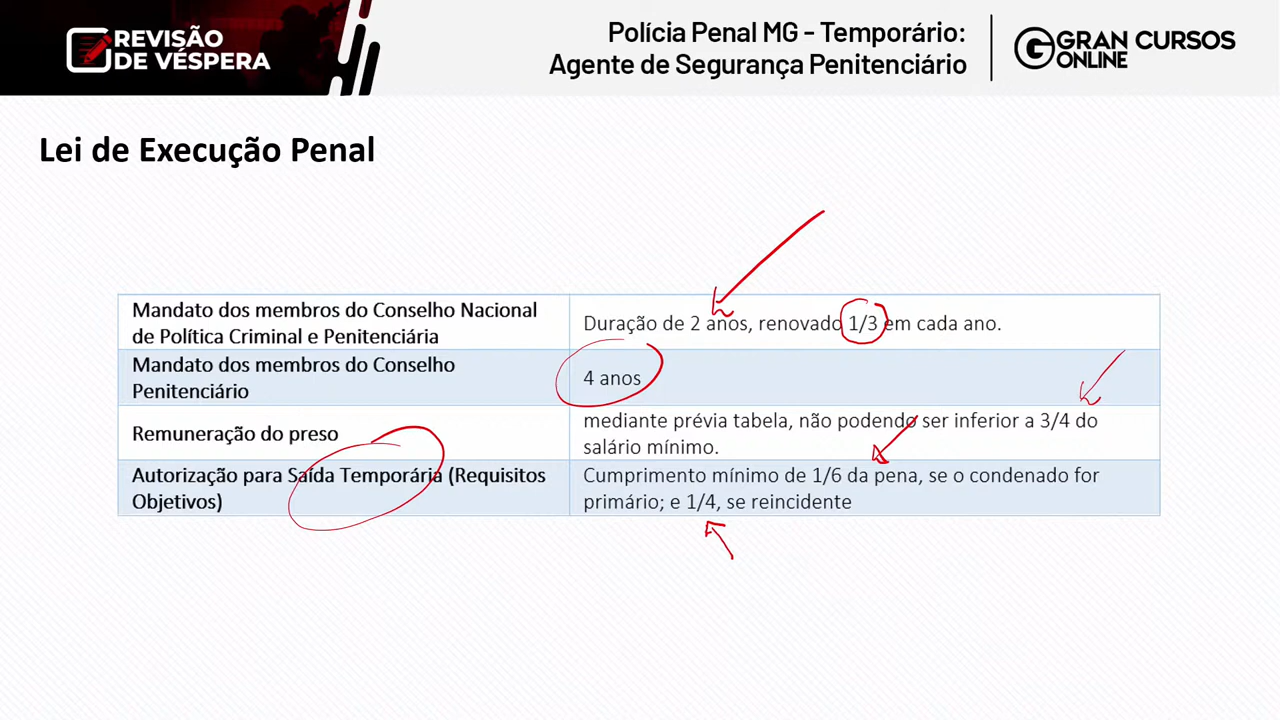 REVISÃO
DE VÉSPERA
Polícia Penal MG - Temporário:
Agente de Segurança Penitenciário
GRAN CURSOS
ONLINE
Lei de Execução Penal
Mandato dos membros do Conselho Nacional
de Política Criminal e Penitenciária
Duração de 2 anos, renovado 1/3 em cada ano.
Mandato dos membros do Conselho
Penitenciário
4 anos
Remuneração do preso
mediante prévia tabela, não podendo ser inferior a 3/4 do
salário mínimo.
Autorização para Saída Temporária (Requisitos
Objetivos)
Cumprimento mínimo de 1/6 da pena, se o condenado for
primário; e 1/4, se reincidente